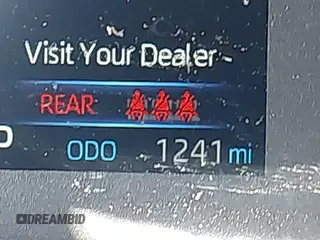 Visit Your Dealer
REAR
ODO 1241 mi
DREAMBID